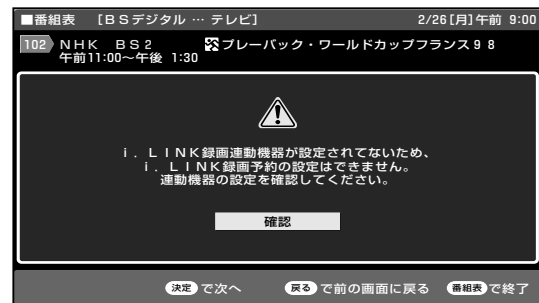 ■番組表 [BSデジタル … テレビ] 2/26[月]午前 9:00
102 NHK BS2 プレーバック・ワールドカップフランス98
午前11:00～午後 1:30
i.LINK録画連動機器が設定されてないため、
i.LINK録画予約の設定はできません。
連動機器の設定を確認してください。
確認
決定 で次へ 戻る で前の画面に戻る 番組表 で終了